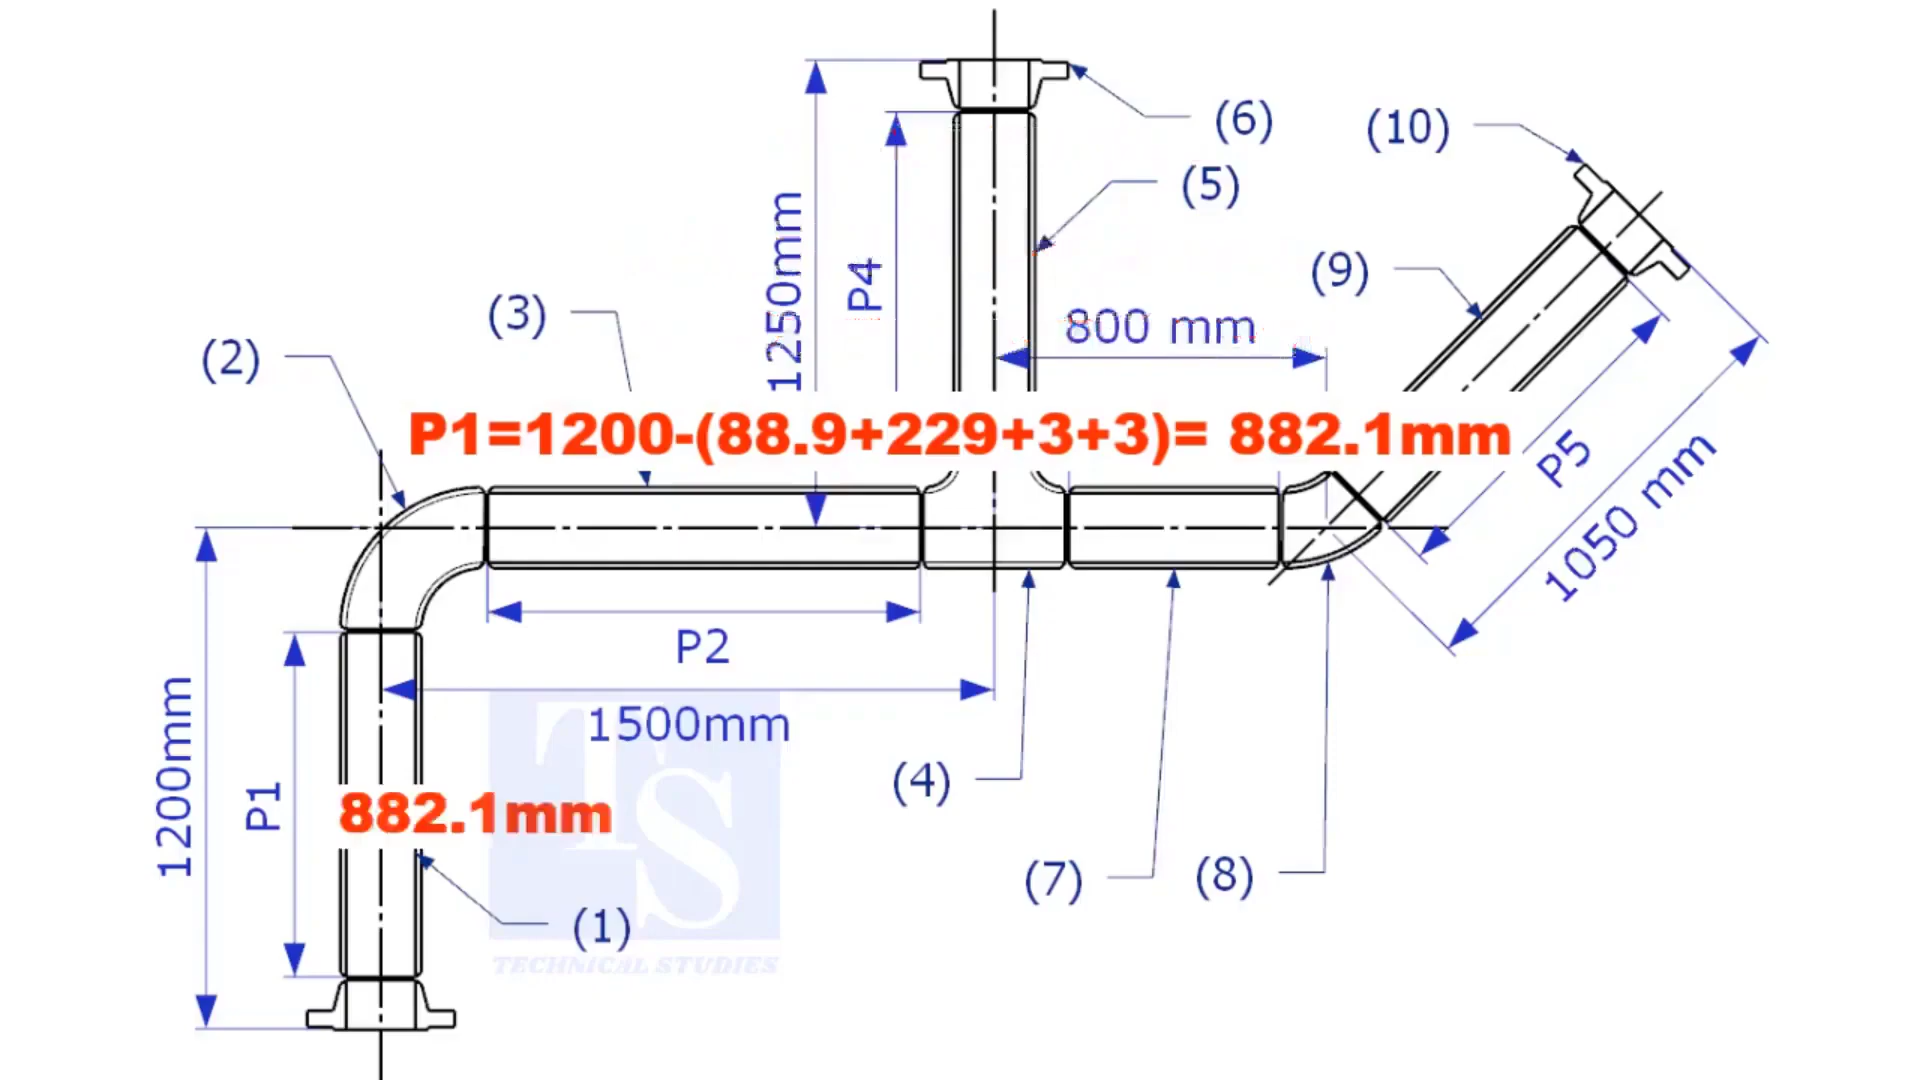 (6)
(10)
(5)
1250mm
P4
(9)
800 mm
(3)
(2)
P1=1200-(88.9+229+3+3)= 882.1mm
P5
1050 mm
P2
1500mm
1200mm
P1
882.1mm
(4)
(7)
(8)
(1)
TS
TECHNICAL STUDIES